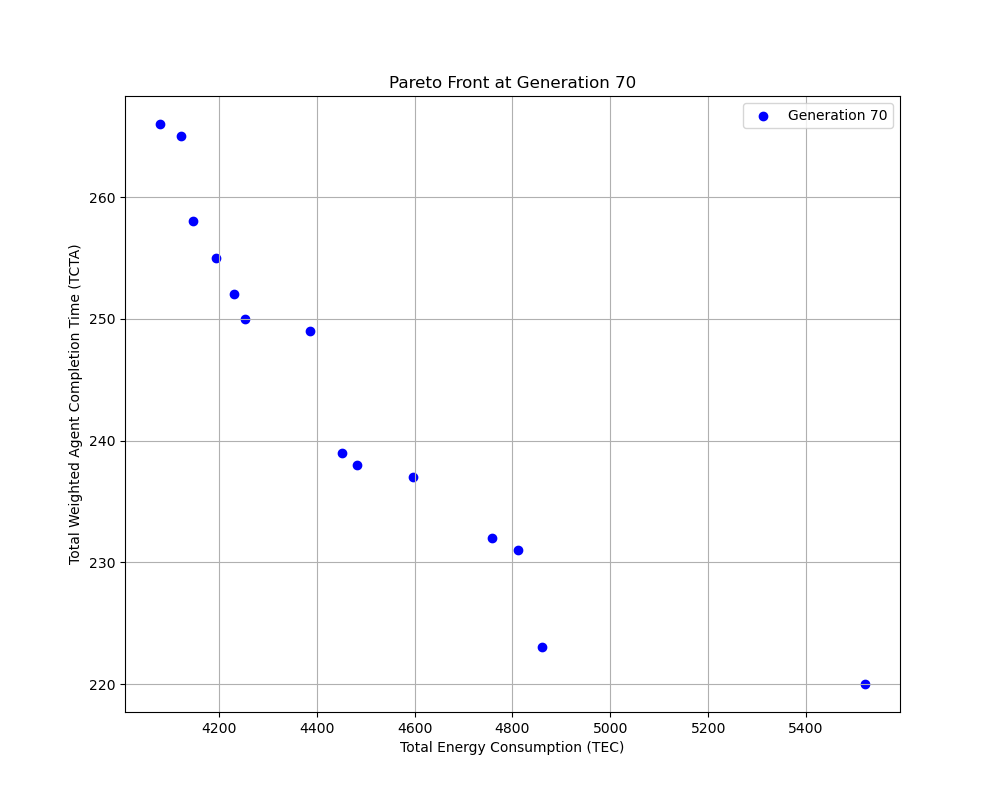 Pareto Front at Generation 70
Generation 70
Total Weighted Agent Completion Time (TCTA)
260
250
240
230
220
4200 4400 4600 4800 5000 5200 5400
Total Energy Consumption (TEC)